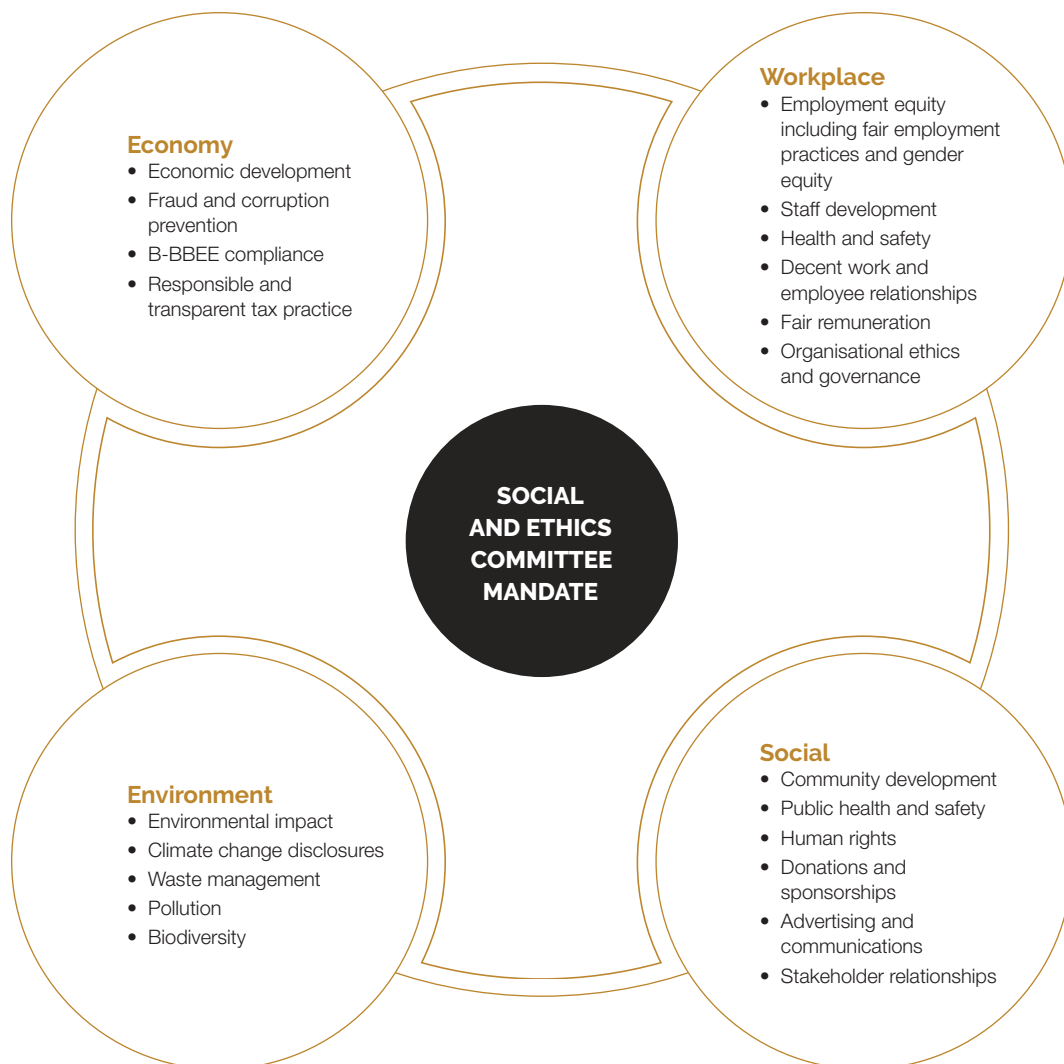 Economy
• Economic development
• Fraud and corruption
prevention
• B-BBEE compliance
• Responsible and
transparent tax practice
Workplace
• Employment equity
including fair employment
practices and gender
equity
• Staff development
• Health and safety
• Decent work and
employee relationships
• Fair remuneration
• Organisational ethics
and governance
SOCIAL
AND ETHICS
COMMITTEE
MANDATE
Environment
• Environmental impact
• Climate change disclosures
• Waste management
• Pollution
• Biodiversity
Social
• Community development
• Public health and safety
• Human rights
• Donations and
sponsorships
• Advertising and
communications
• Stakeholder relationships